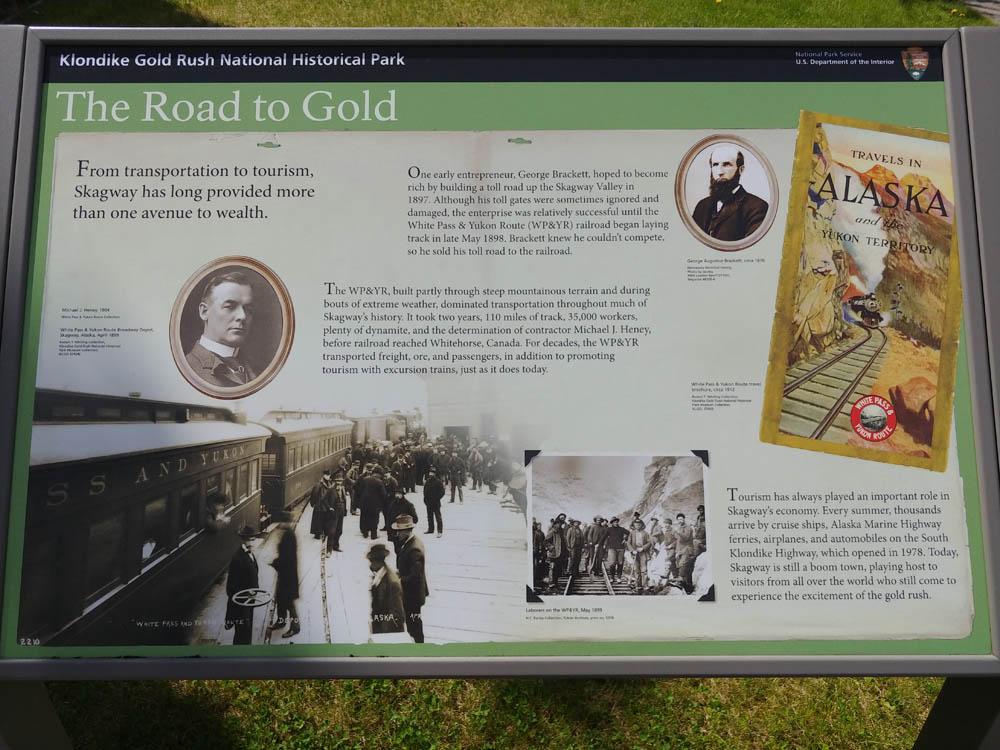 Klondike Gold Rush National Historical Park
National Park Service
U.S. Department of the Interior
The Road to Gold
From transportation to tourism,
Skagway has long provided more
than one avenue to wealth.
One early entrepreneur, George Brackett, hoped to become
rich by building a toll road up the Skagway Valley in
1897. Although his toll gates were sometimes ignored and
damaged, the enterprise was relatively successful until the
White Pass & Yukon Route (WP&YR) railroad began laying
track in late May 1898. Brackett knew he couldn't compete,
so he sold his toll road to the railroad.
George Augustus Brackett, circa 1876
TRAVELS IN
ALASKA
and the
YUKON TERRITORY
WHITE PASS &
YUKON ROUTE
Michael J. Heney, 1904
White Pass & Yukon Route Collection
White Pass & Yukon Route Broadway Depot,
Skagway, Alaska, April 1899
The WP&YR, built partly through steep mountainous terrain and during
bouts of extreme weather, dominated transportation throughout much of
Skagway's history. It took two years, 110 miles of track, 35,000 workers,
plenty of dynamite, and the determination of contractor Michael J. Heney,
before railroad reached Whitehorse, Canada. For decades, the WP&YR
transported freight, ore, and passengers, in addition to promoting
tourism with excursion trains, just as it does today.
White Pass & Yukon Route travel
brochure, circa 1912
SS AND YUKON
"WHITE PASS AND YUKON ROUTE" DEPO
ALASKA. APR
2210
Laborers on the WP&YR, May 1899
Tourism has always played an important role in
Skagway's economy. Every summer, thousands
arrive by cruise ships, Alaska Marine Highway
ferries, airplanes, and automobiles on the South
Klondike Highway, which opened in 1978. Today,
Skagway is still a boom town, playing host to
visitors from all over the world who still come to
experience the excitement of the gold rush.